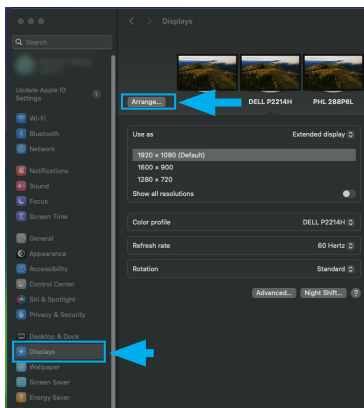 Displays
Search
Update Apple ID
Settings
1
Wi-Fi
Bluetooth
Network
Notifications
Sound
Focus
Screen Time
General
Appearance
Accessibility
Control Center
Siri & Spotlight
Privacy & Security
Desktop & Dock
Displays
Wallpaper
Screen Saver
Energy Saver
Arrange...
DELL P2214H
PHL 288P6L
Use as
Extended display
1920 × 1080 (Default)
1600 × 900
1280 × 720
Show all resolutions
Color profile
DELL P2214H
Refresh rate
60 Hertz
Rotation
Standard
Advanced...
Night Shift...
?